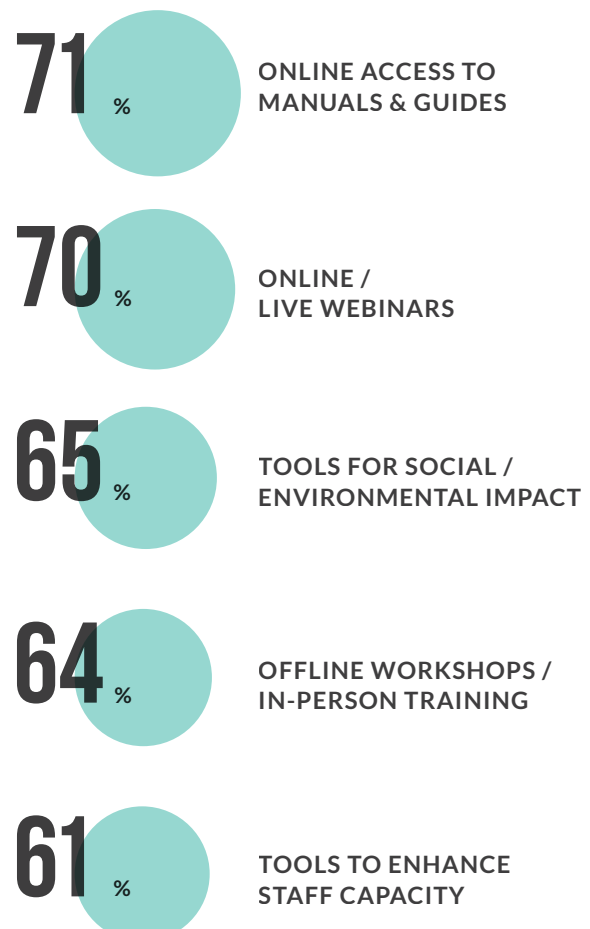 71 %
ONLINE ACCESS TO
MANUALS & GUIDES
70 %
ONLINE /
LIVE WEBINARS
65 %
TOOLS FOR SOCIAL /
ENVIRONMENTAL IMPACT
64 %
OFFLINE WORKSHOPS /
IN-PERSON TRAINING
61 %
TOOLS TO ENHANCE
STAFF CAPACITY